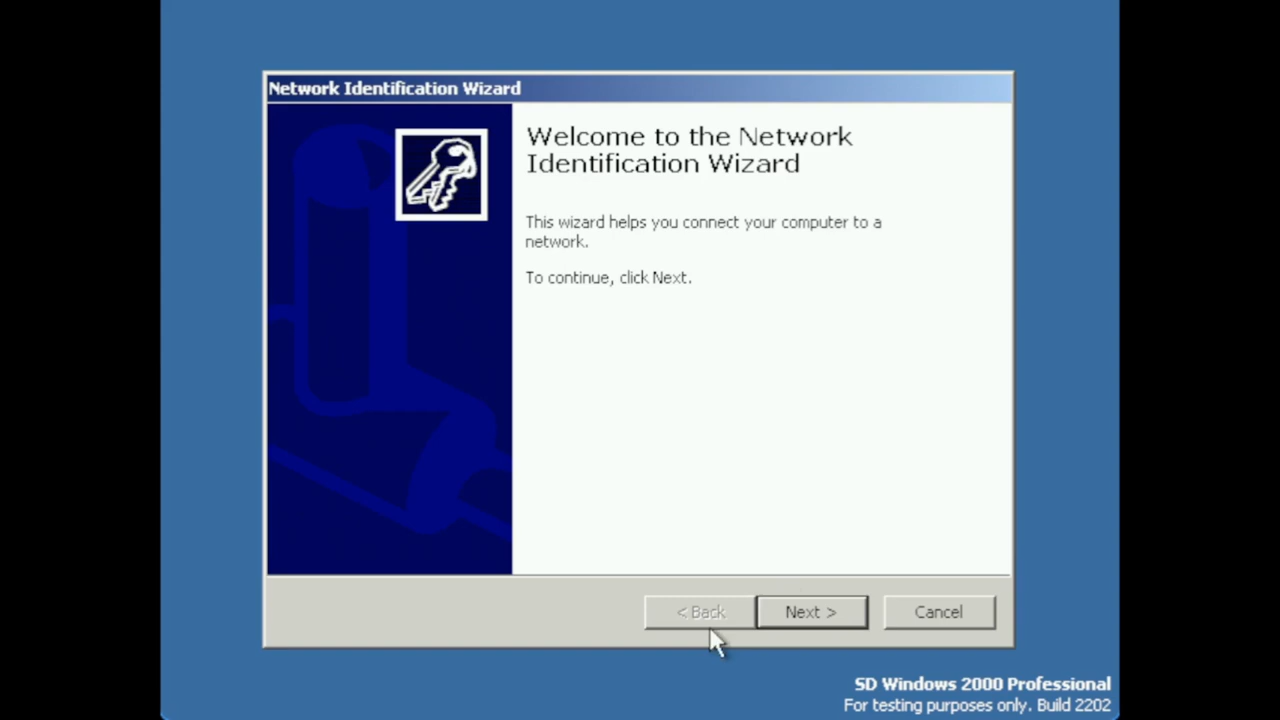 Network Identification Wizard
Welcome to the Network
Identification Wizard
This wizard helps you connect your computer to a
network.
To continue, click Next.
< Back
Next >
Cancel
SD Windows 2000 Professional
For testing purposes only. Build 2202